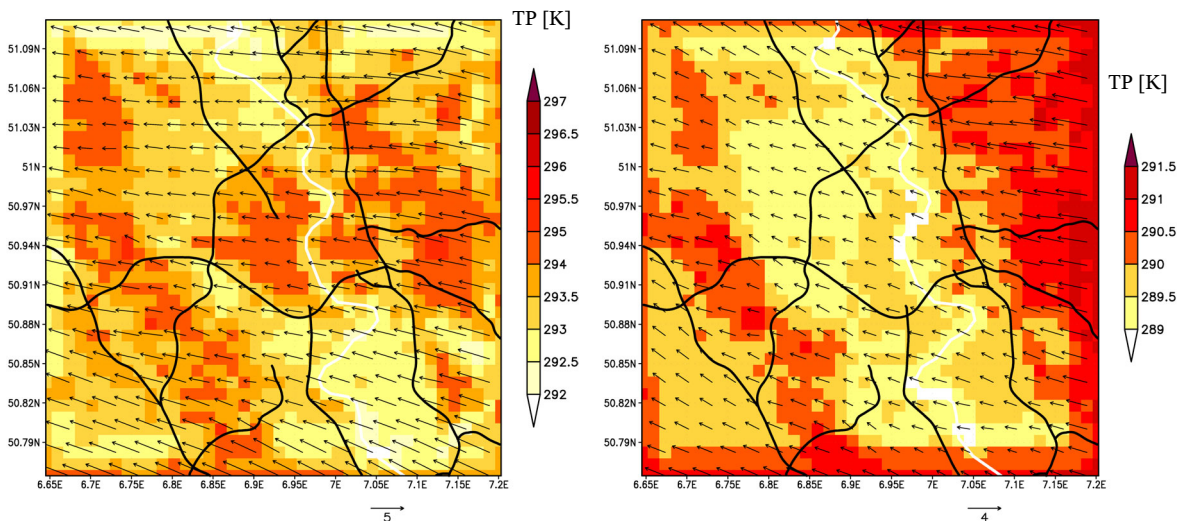 TP [K]
297
296.5
296
295.5
295
294.5
294
293.5
293
292.5
292
51.09N
51.06N
51.03N
51N
50.97N
50.94N
50.91N
50.88N
50.85N
50.82N
50.79N
6.65E 6.7E 6.75E 6.8E 6.85E 6.9E 6.95E 7E 7.05E 7.1E 7.15E 7.2E
5
TP [K]
291.5
291
290.5
290
289.5
289
51.09N
51.06N
51.03N
51N
50.97N
50.94N
50.91N
50.88N
50.85N
50.82N
50.79N
6.65E 6.7E 6.75E 6.8E 6.85E 6.9E 6.95E 7E 7.05E 7.1E 7.15E 7.2E
4